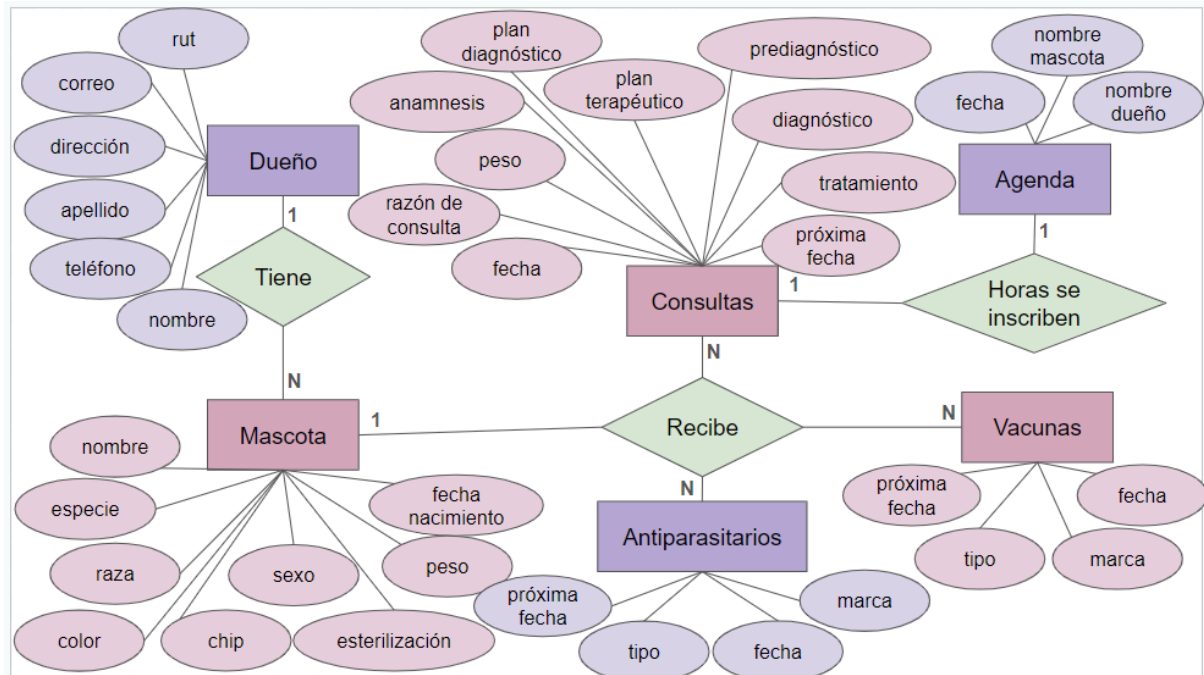 rut
correo
dirección
apellido
teléfono
nombre
Dueño
1
Tiene
N
plan
diagnóstico
plan
terapéutico
prediagnóstico
anamnesis
diagnóstico
peso
tratamiento
razón de
consulta
próxima
fecha
fecha
Consultas
1
N
nombre
mascota
fecha
nombre
dueño
Agenda
1
Horas se
inscriben
Mascota
1
Recibe
N
Vacunas
próxima
fecha
fecha
tipo
marca
N
Antiparasitarios
próxima
fecha
marca
tipo
fecha
nombre
especie
fecha
nacimiento
raza
sexo
peso
color
chip
esterilización